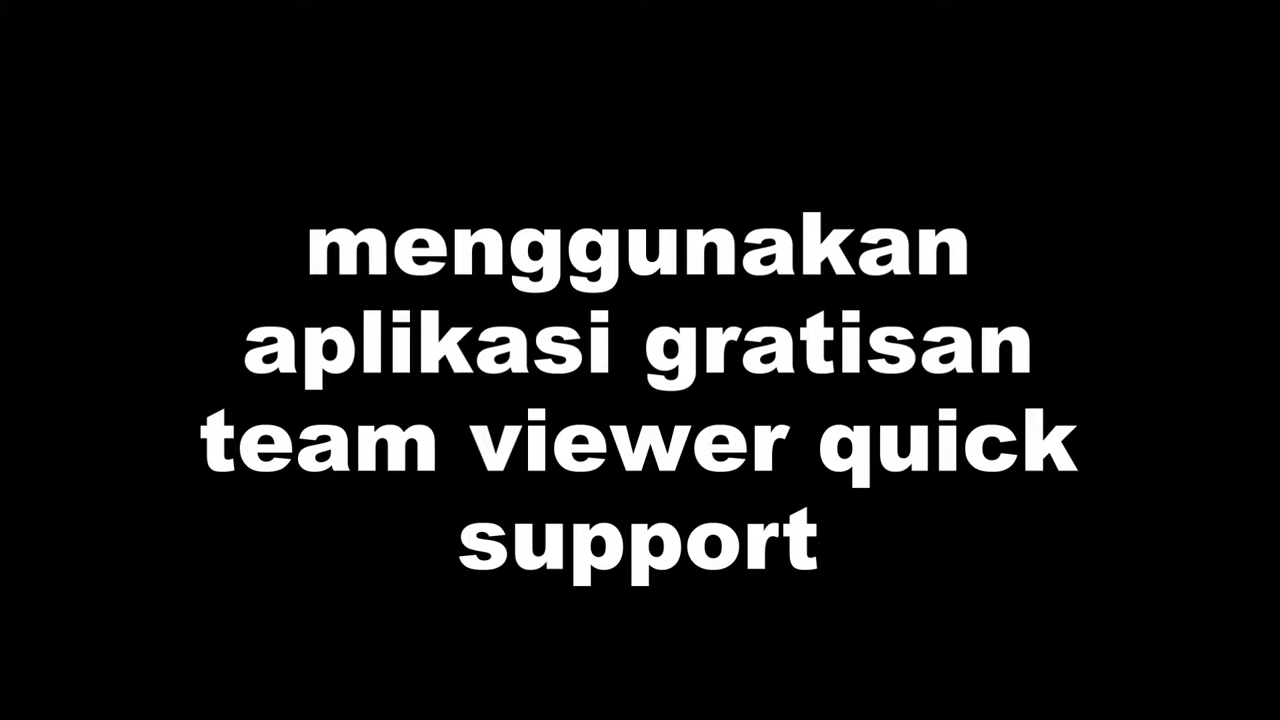 menggunakan
aplikasi gratisan
team viewer quick
support